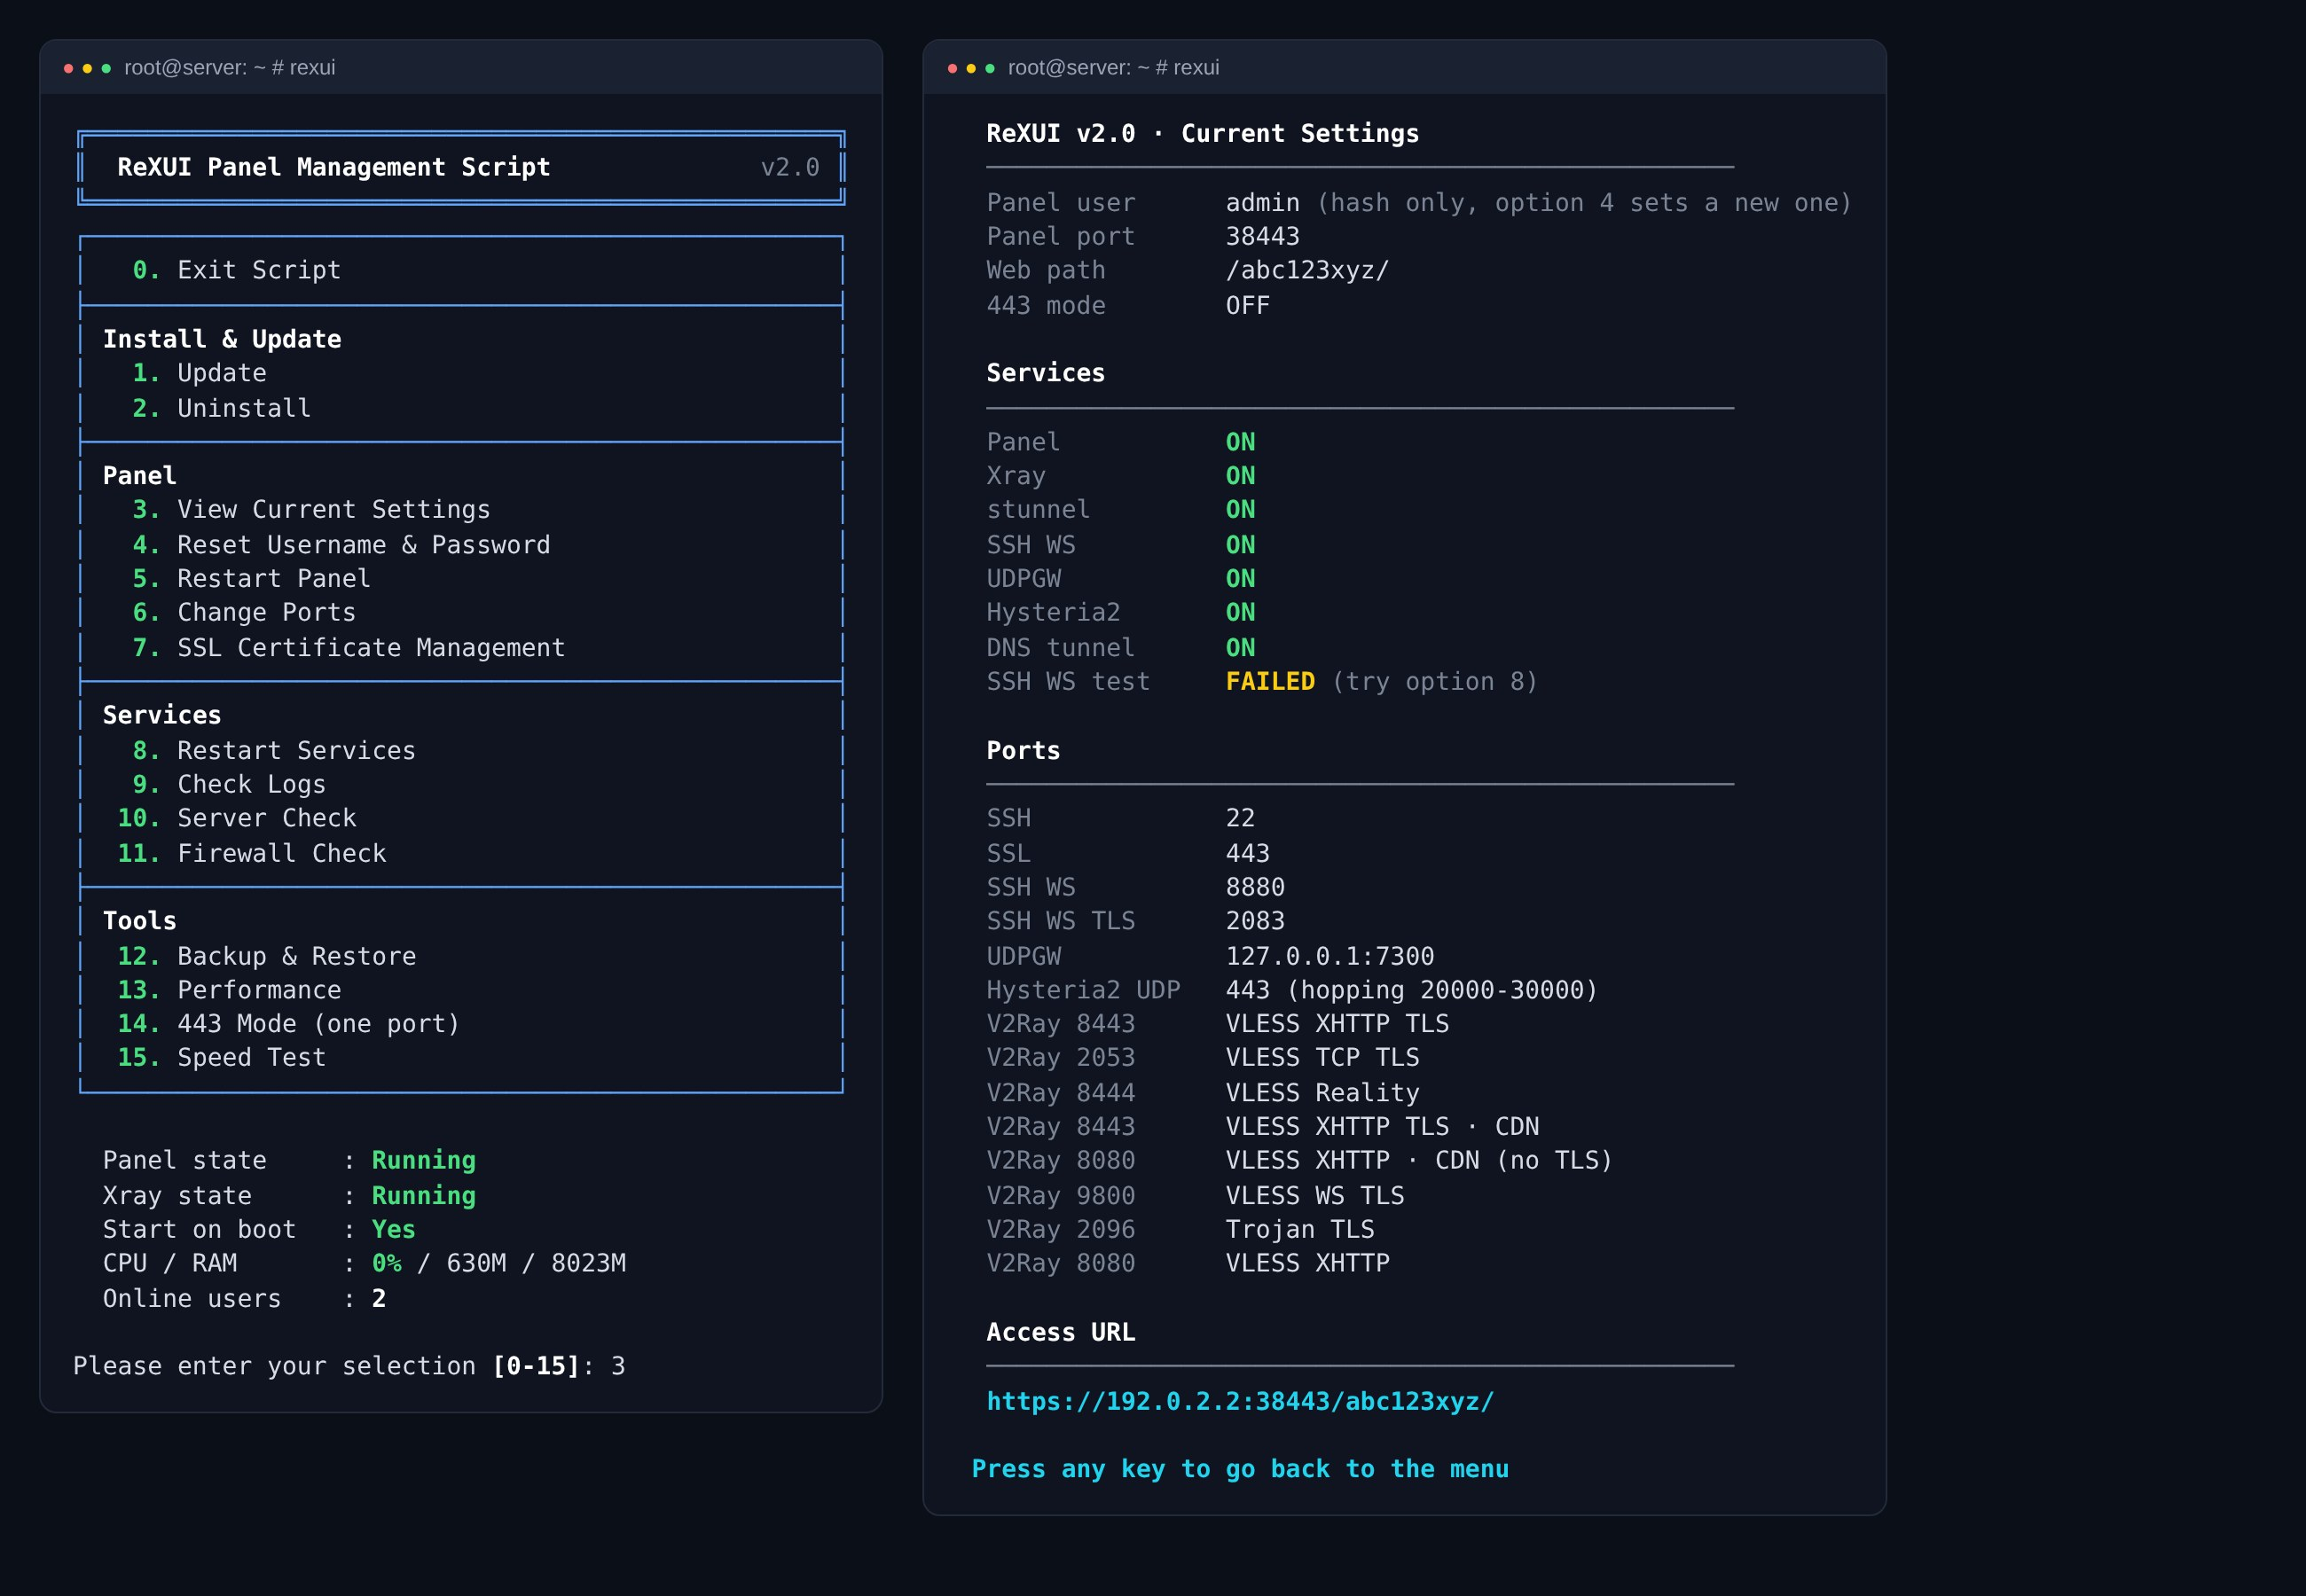 root@server: ~ # rexui
ReXUI Panel Management Script v2.0
0. Exit Script
Install & Update
1. Update
2. Uninstall
Panel
3. View Current Settings
4. Reset Username & Password
5. Restart Panel
6. Change Ports
7. SSL Certificate Management
Services
8. Restart Services
9. Check Logs
10. Server Check
11. Firewall Check
Tools
12. Backup & Restore
13. Performance
14. 443 Mode (one port)
15. Speed Test
Panel state : Running
Xray state : Running
Start on boot : Yes
CPU / RAM : 0% / 630M / 8023M
Online users : 2
Please enter your selection [0-15]: 3
root@server: ~ # rexui
ReXUI v2.0 · Current Settings
Panel user admin (hash only, option 4 sets a new one)
Panel port 38443
Web path /abc123xyz/
443 mode OFF
Services
Panel ON
Xray ON
stunnel ON
SSH WS ON
UDPGW ON
Hysteria2 ON
DNS tunnel ON
SSH WS test FAILED (try option 8)
Ports
SSH 22
SSL 443
SSH WS 8880
SSH WS TLS 2083
UDPGW 127.0.0.1:7300
Hysteria2 UDP 443 (hopping 20000-30000)
V2Ray 8443 VLESS XHTTP TLS
V2Ray 2053 VLESS TCP TLS
V2Ray 8444 VLESS Reality
V2Ray 8443 VLESS XHTTP TLS · CDN
V2Ray 8080 VLESS XHTTP · CDN (no TLS)
V2Ray 9800 VLESS WS TLS
V2Ray 2096 Trojan TLS
V2Ray 8080 VLESS XHTTP
Access URL
https://192.0.2.2:38443/abc123xyz/
Press any key to go back to the menu